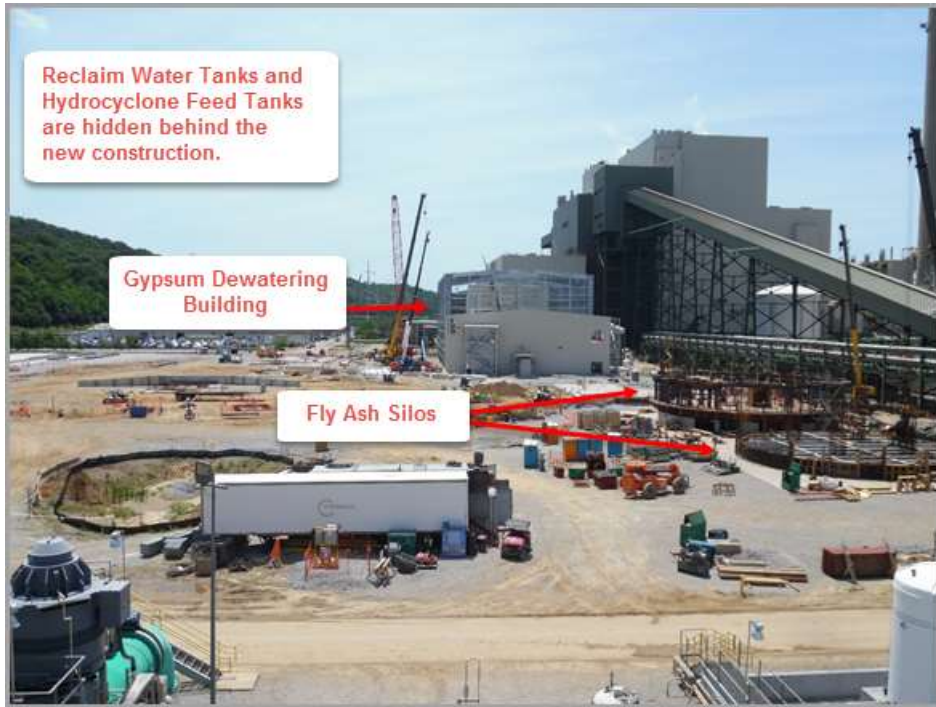 Reclaim Water Tanks and
Hydrocyclone Feed Tanks
are hidden behind the
new construction.
Gypsum Dewatering
Building
Fly Ash Silos